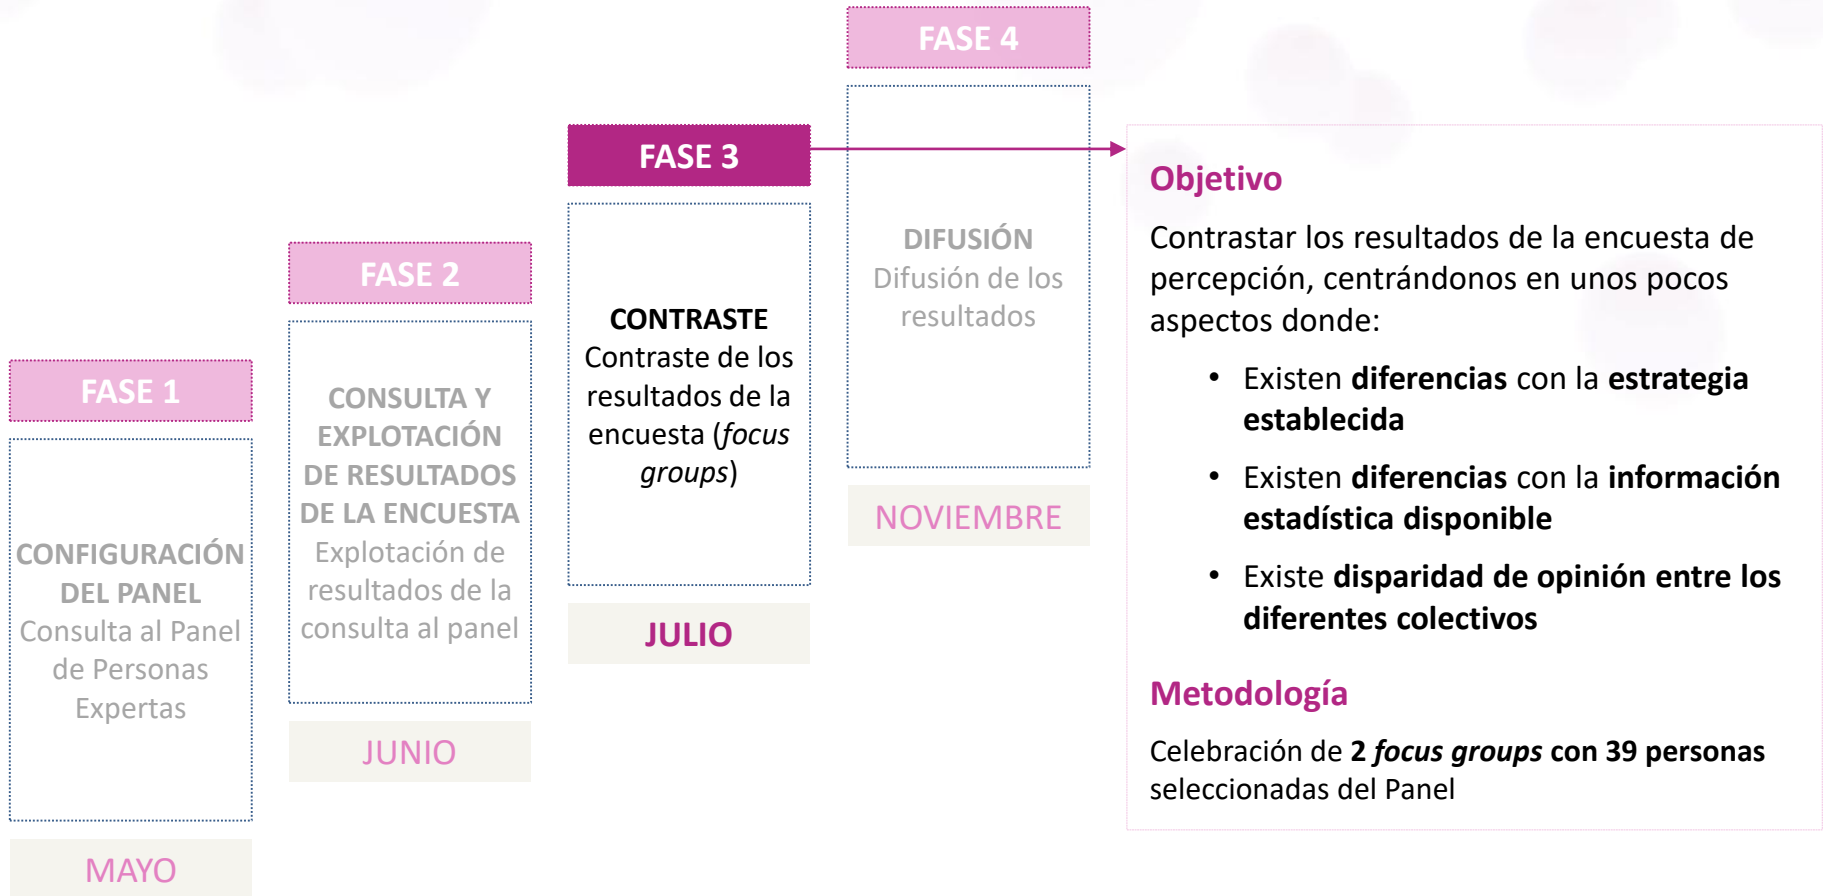 FASE 1
CONFIGURACIÓN
DEL PANEL
Consulta al Panel
de Personas
Expertas
MAYO
FASE 2
CONSULTA Y
EXPLOTACIÓN
DE RESULTADOS
DE LA ENCUESTA
Explotación de
resultados de la
consulta al panel
JUNIO
FASE 3
CONTRASTE
Contraste de los
resultados de la
encuesta (focus
groups)
JULIO
FASE 4
DIFUSIÓN
Difusión de los
resultados
NOVIEMBRE
Objetivo
Contrastar los resultados de la encuesta de
percepción, centrándonos en unos pocos
aspectos donde:
• Existen diferencias con la estrategia
establecida
• Existen diferencias con la información
estadística disponible
• Existe disparidad de opinión entre los
diferentes colectivos
Metodología
Celebración de 2 focus groups con 39 personas
seleccionadas del Panel